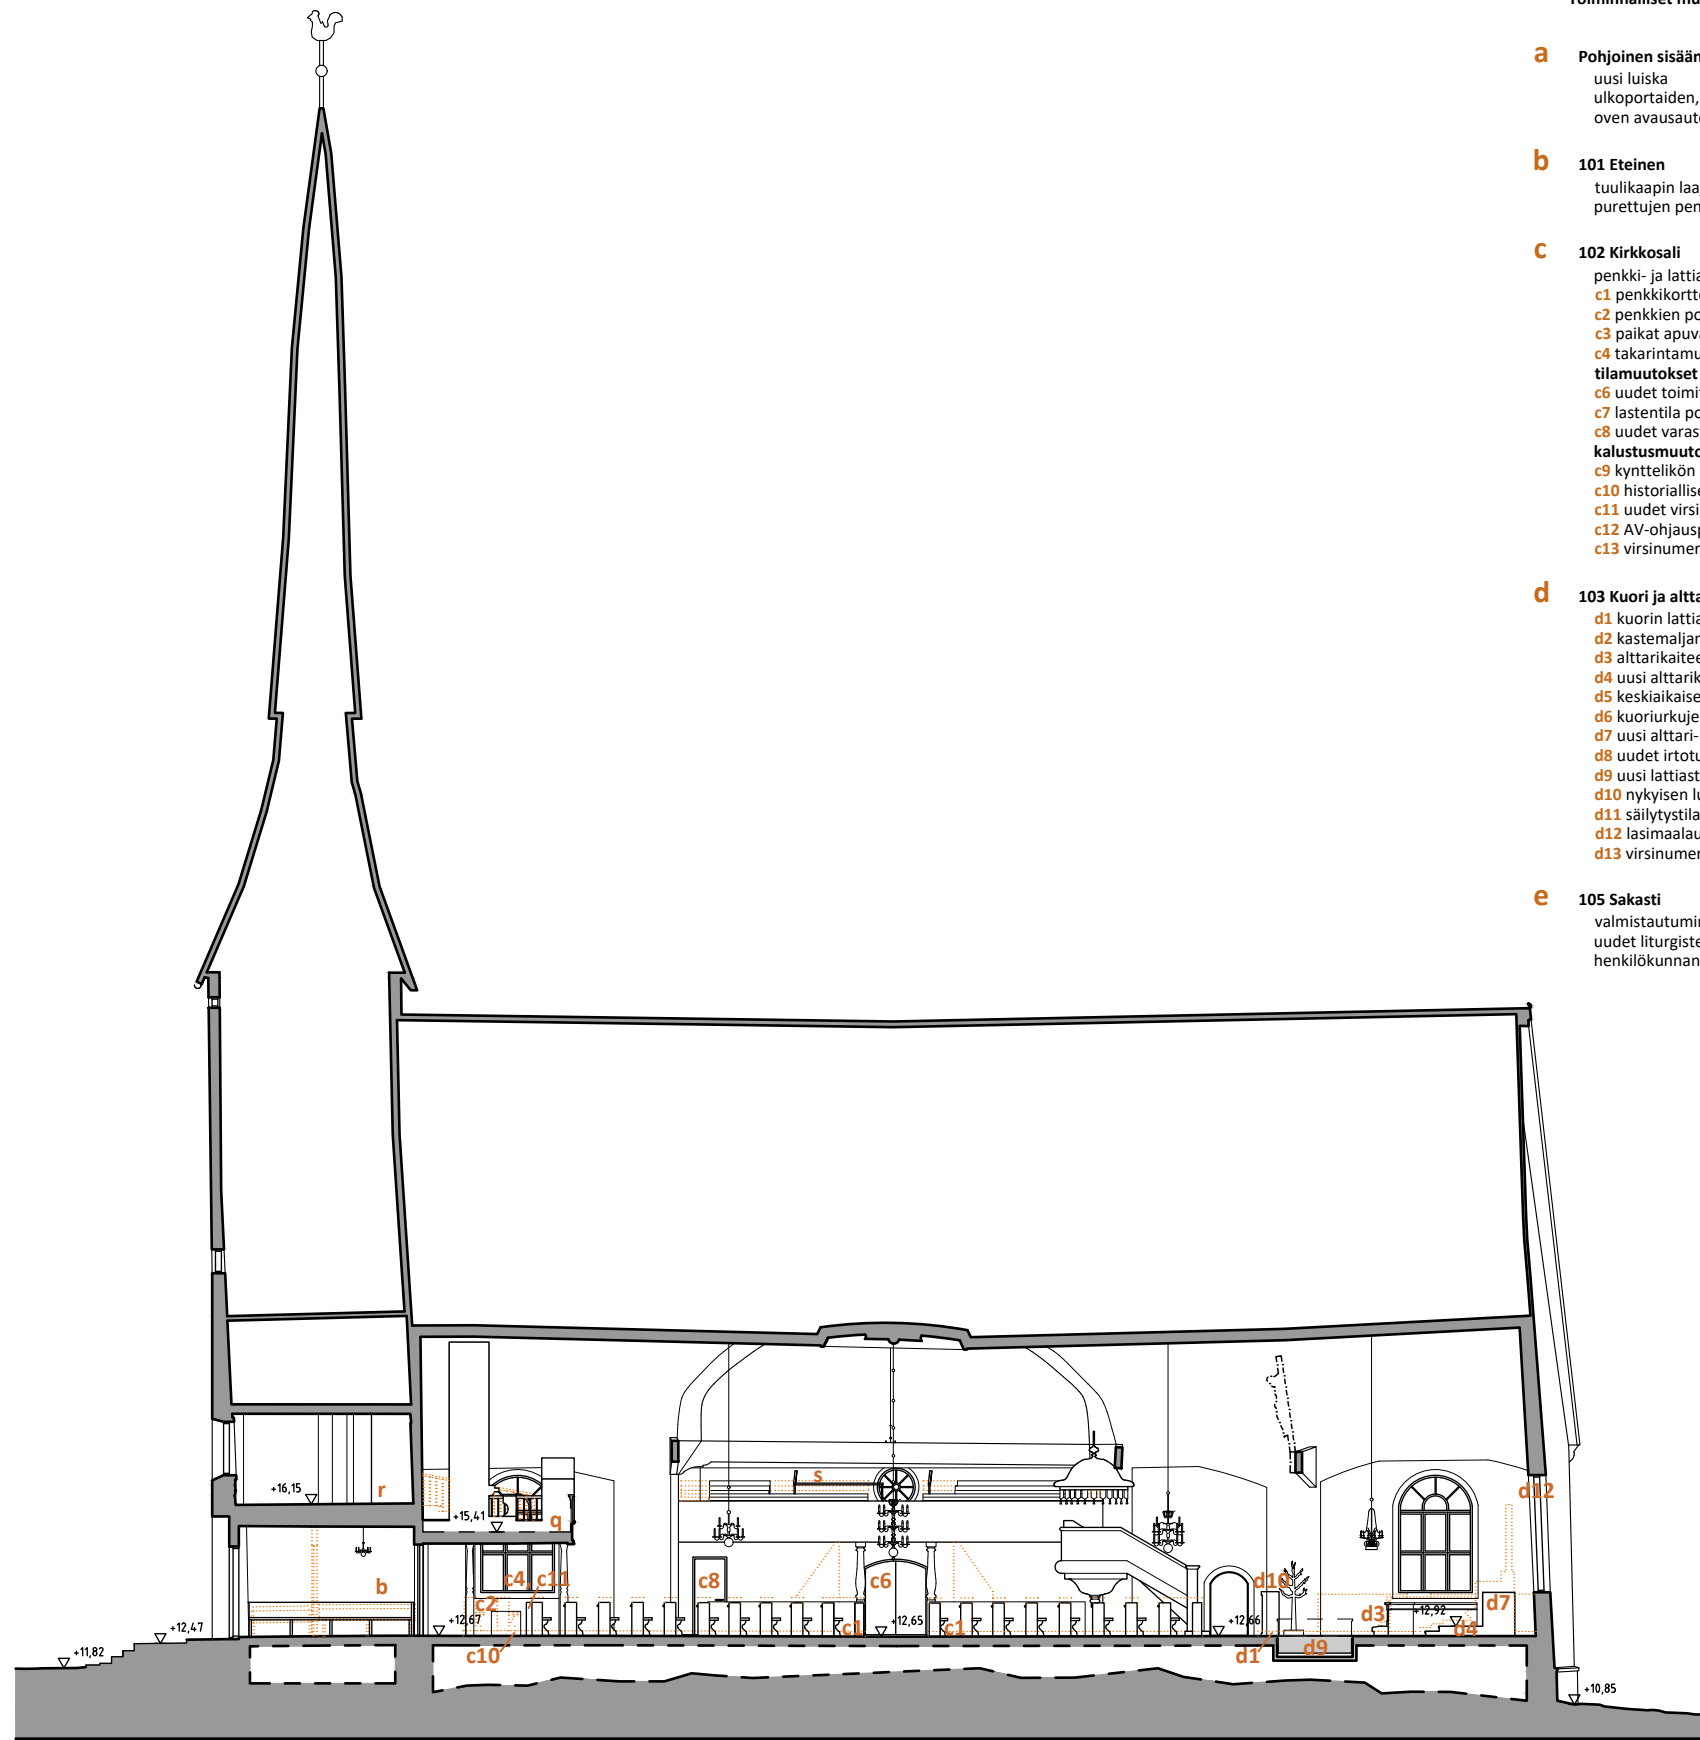 a Pohjoinen sisään
uusi luiska
ulkoportaiden,
oven avausaut
b 101 Eteinen
tuulikaapin laa
purettujen pen
c 102 Kirkkosali
penkki- ja lattia
c1 penkkikortt
c2 penkkien po
c3 paikat apuv
c4 takarintamu
tilamuutokset
c6 uudet toimi
c7 lastentila po
c8 uudet varas
kalustusmuuto
c9 kynttelikön
c10 historiallise
c11 uudet virsi
c12 AV-ohjausp
c13 virsinumer
d 103 Kuori ja altta
d1 kuorin lattia
d2 kastemaljan
d3 alttarikaitee
d4 uusi alttarik
d5 keskiaikaise
d6 kuoriurkuje
d7 uusi alttari-
d8 uudet irtotu
d9 uusi lattiast
d10 nykyisen lu
d11 säilytystila
d12 lasimaalau
d13 virsinumer
e 105 Sakasti
valmistautumin
uudet liturgiste
henkilökunnan
+16,15
r
s
d12
+15,41
q
b
c4, c11
c8
c6
d10
c2
d3
+12,92
d7
+12,47
+12,67
c1
+12,65
c1
+12,66
d4
+11,82
c10
d1
d9
+10,85